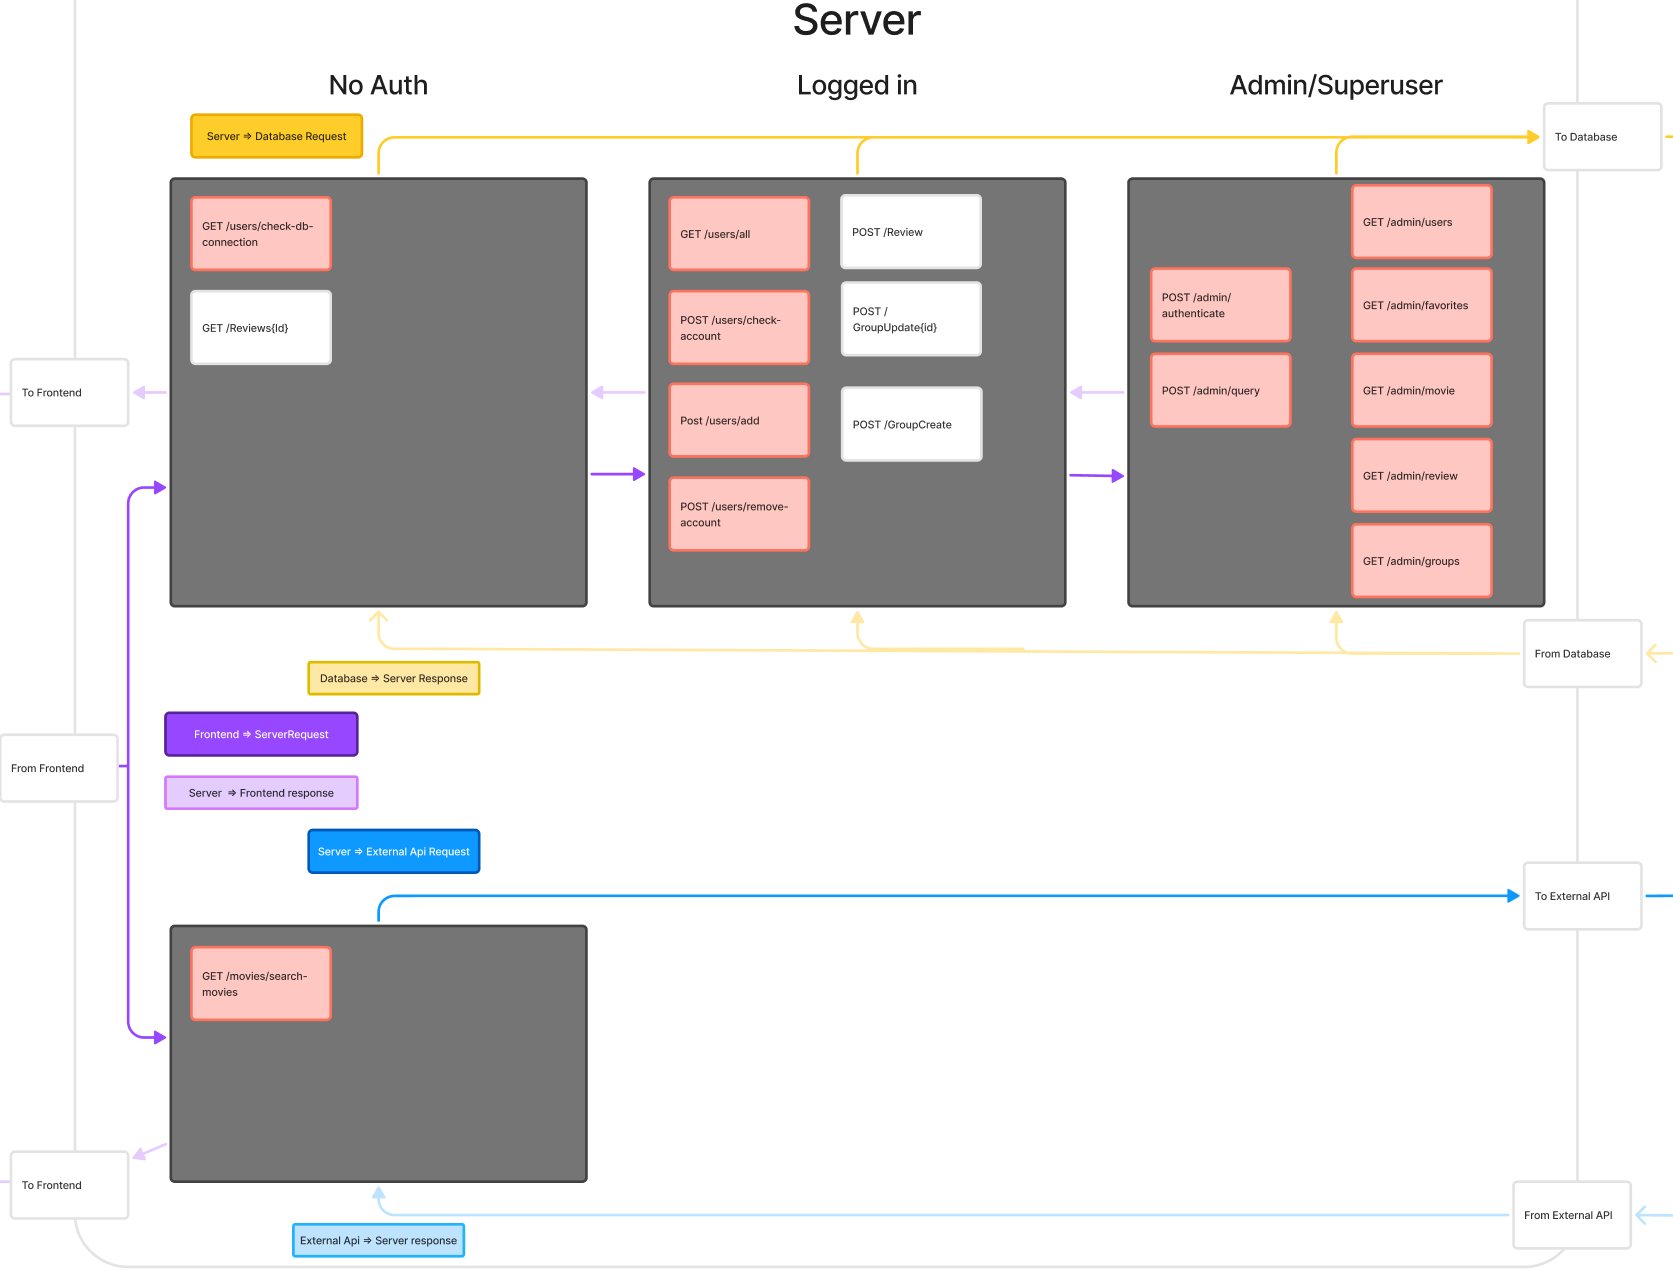 Server
No Auth
Logged in
Admin/Superuser
Server ⇒ Database Request
To Database
GET /users/check-db-
connection
GET /Reviews{Id}
GET /users/all
POST /users/check-
account
Post /users/add
POST /users/remove-
account
POST /Review
POST /
GroupUpdate{id}
POST /GroupCreate
POST /admin/
authenticate
POST /admin/query
GET /admin/users
GET /admin/favorites
GET /admin/movie
GET /admin/review
GET /admin/groups
To Frontend
From Database
Database ⇒ Server Response
Frontend ⇒ ServerRequest
From Frontend
Server ⇒ Frontend response
Server ⇒ External Api Request
To External API
GET /movies/search-
movies
To Frontend
From External API
External Api ⇒ Server response